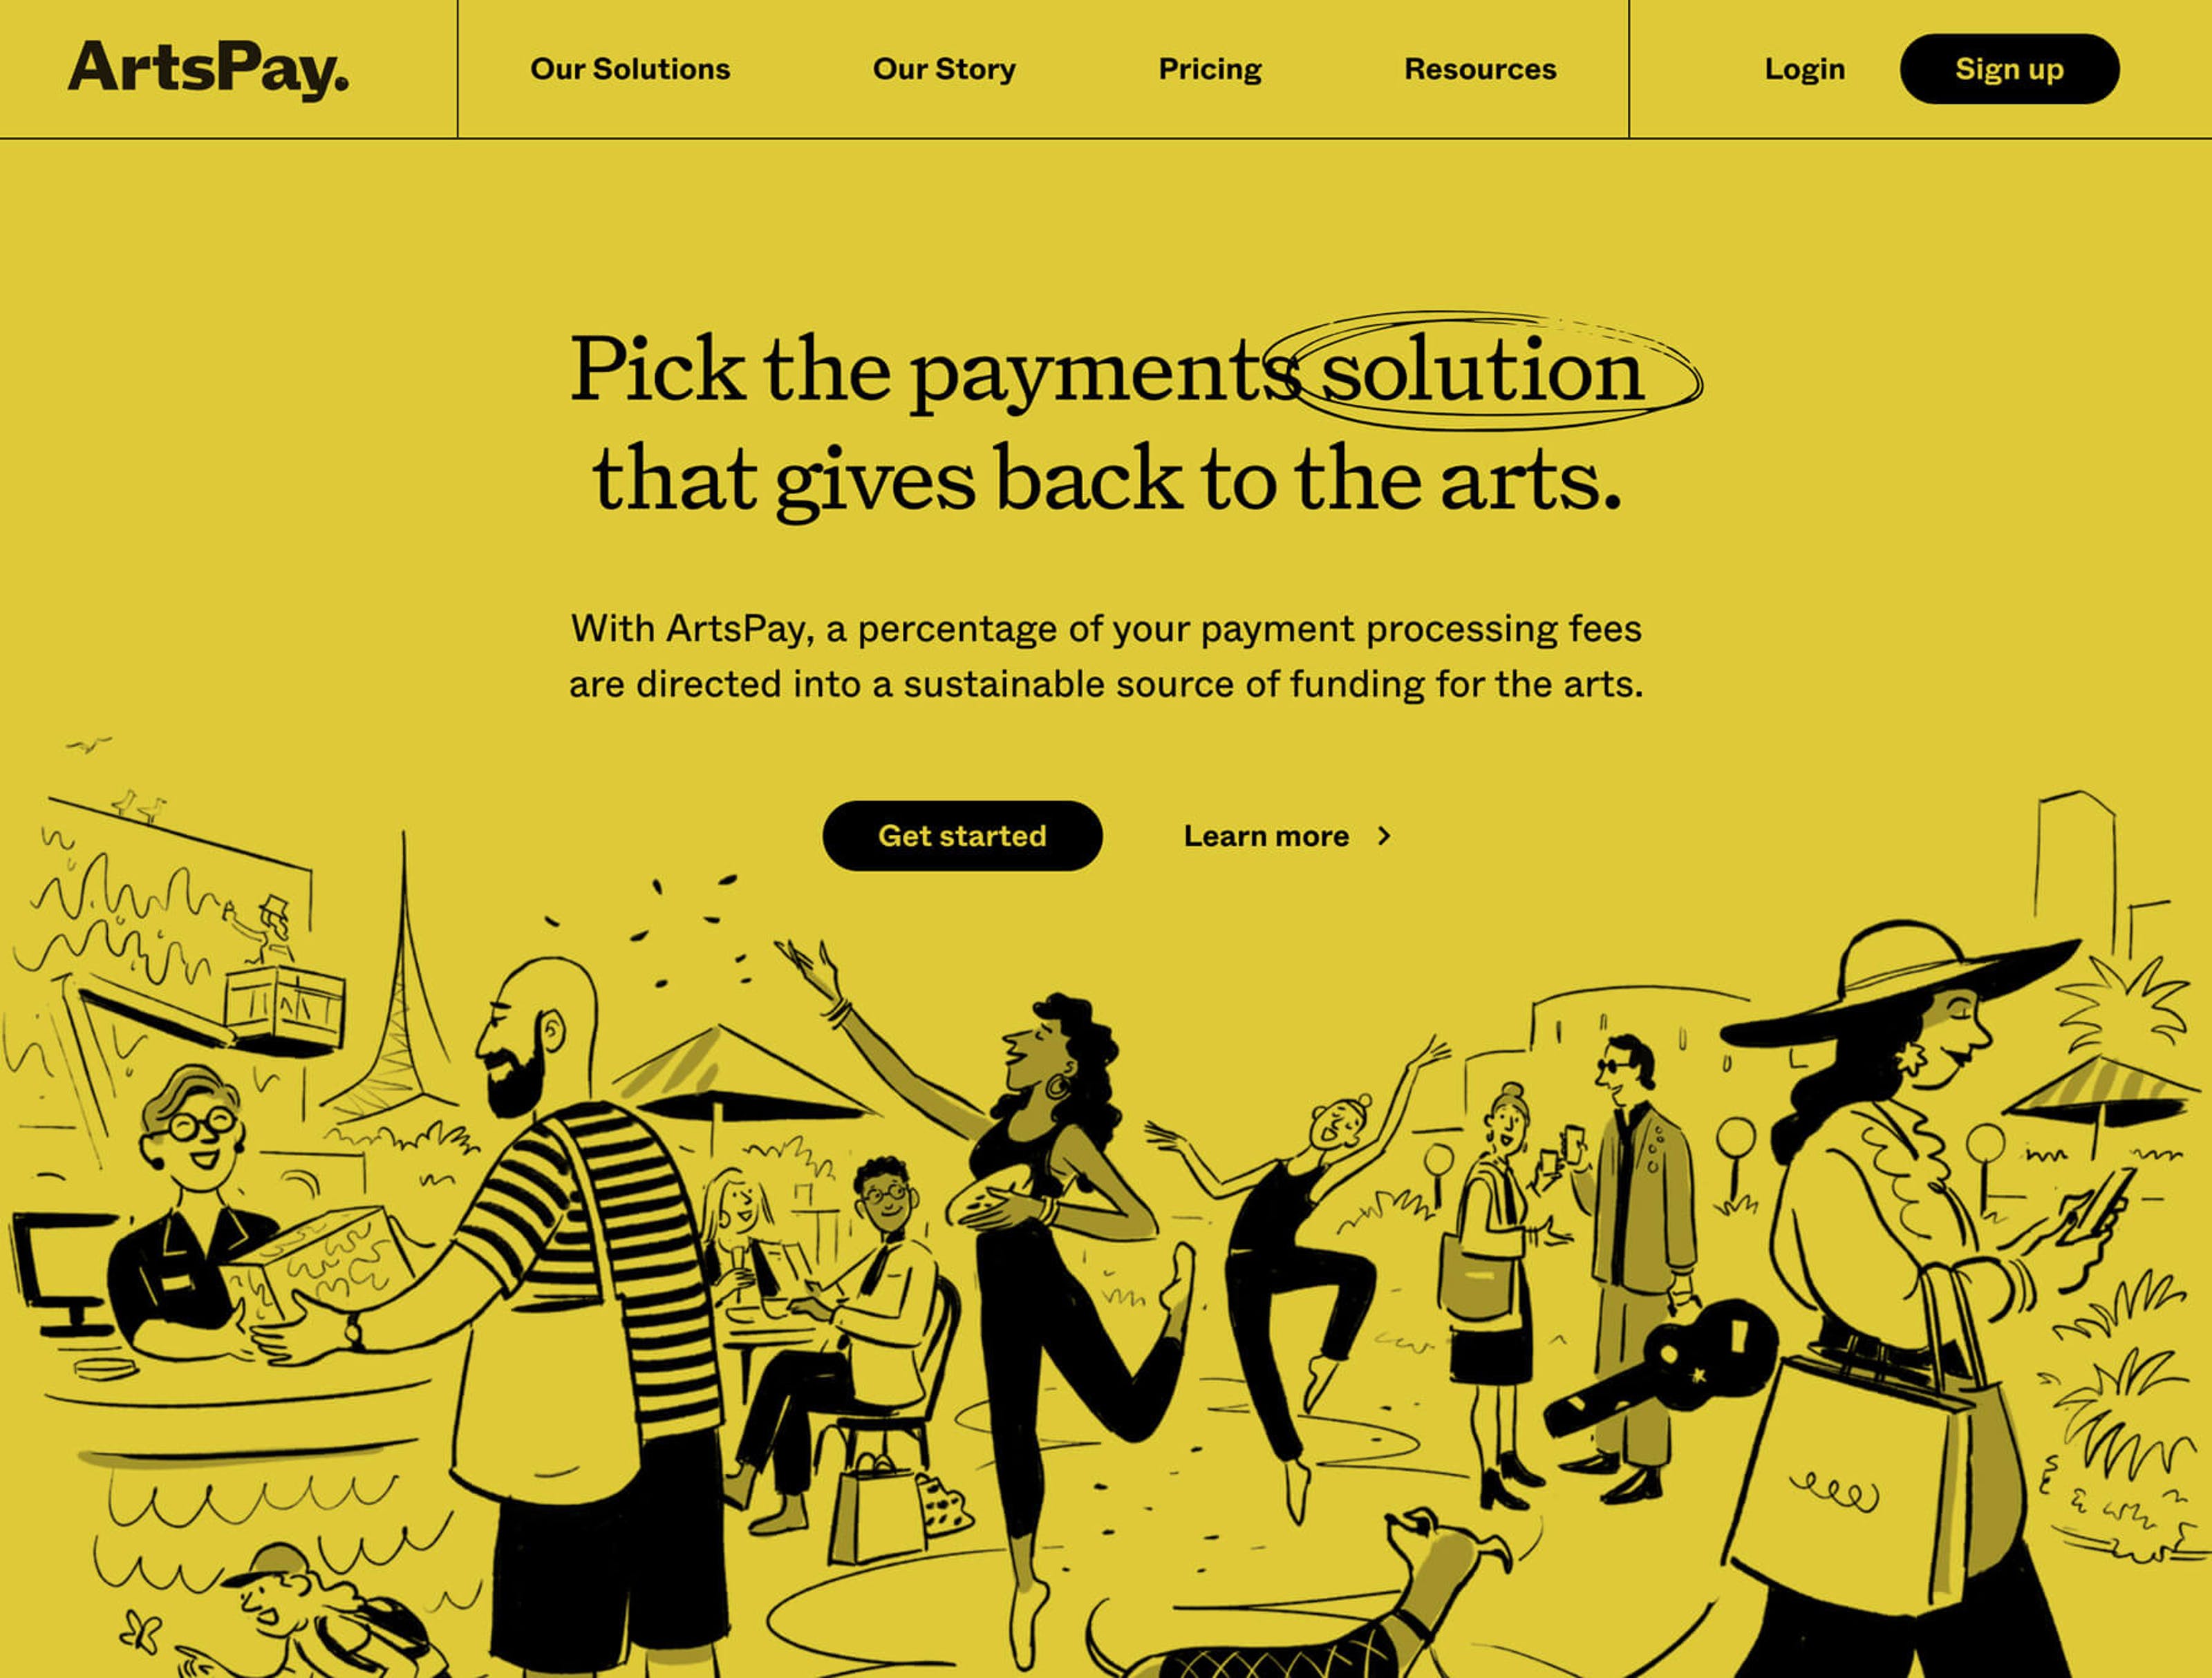 ArtsPay.
Our Solutions
Our Story
Pricing
Resources
Login
Sign up
Pick the payments solution
that gives back to the arts.
With ArtsPay, a percentage of your payment processing fees
are directed into a sustainable source of funding for the arts.
Get started
Learn more